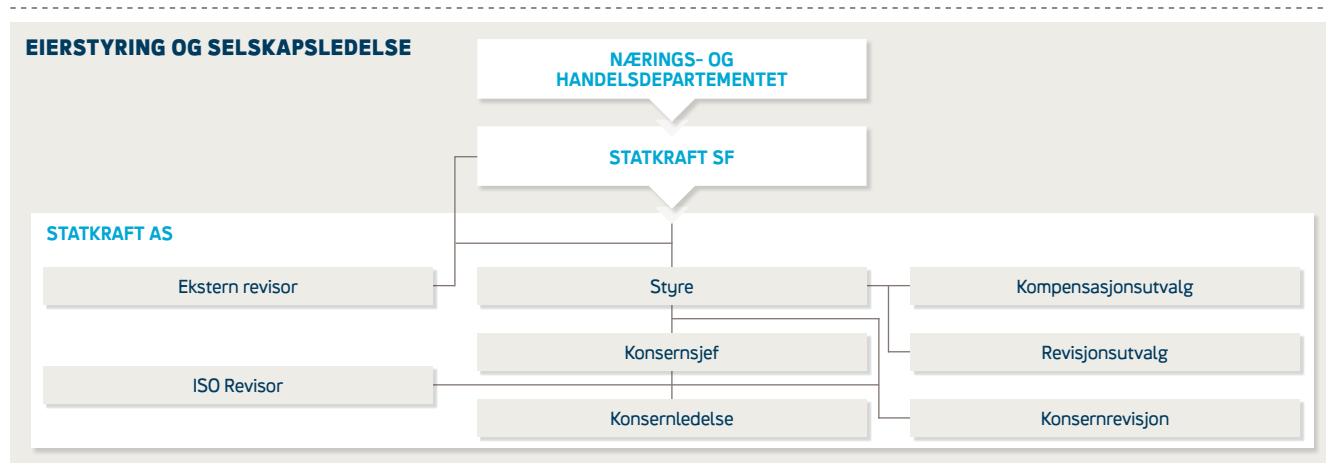 EIERSTYRING OG SELSKAPSLEDELSE
NÆRINGS- OG
HANDELSDEPARTEMENTET
STATKRAFT SF
STATKRAFT AS
Ekstern revisor
Styre
Kompensasjonsutvalg
Konsernsjef
Revisjonsutvalg
ISO Revisor
Konsernledelse
Konsernrevisjon